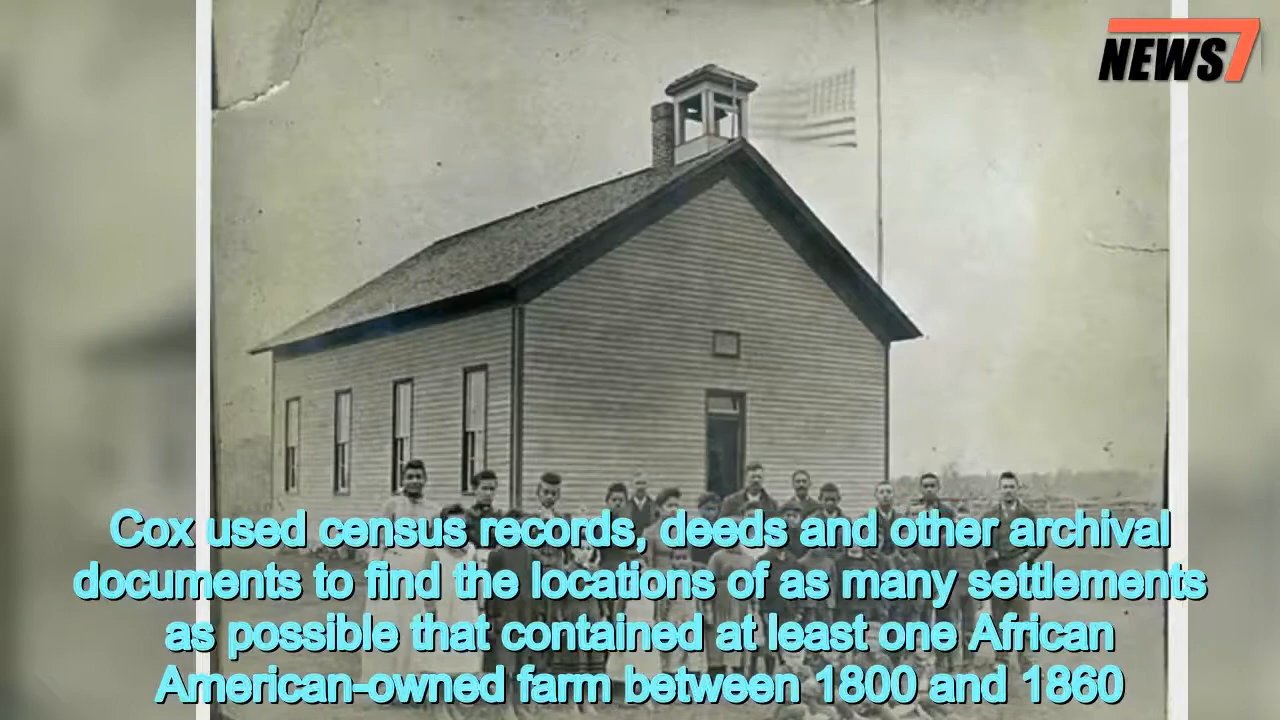 NEWS7
Cox used census records, deeds and other archival
documents to find the locations of as many settlements
as possible that contained at least one African
American-owned farm between 1800 and 1860